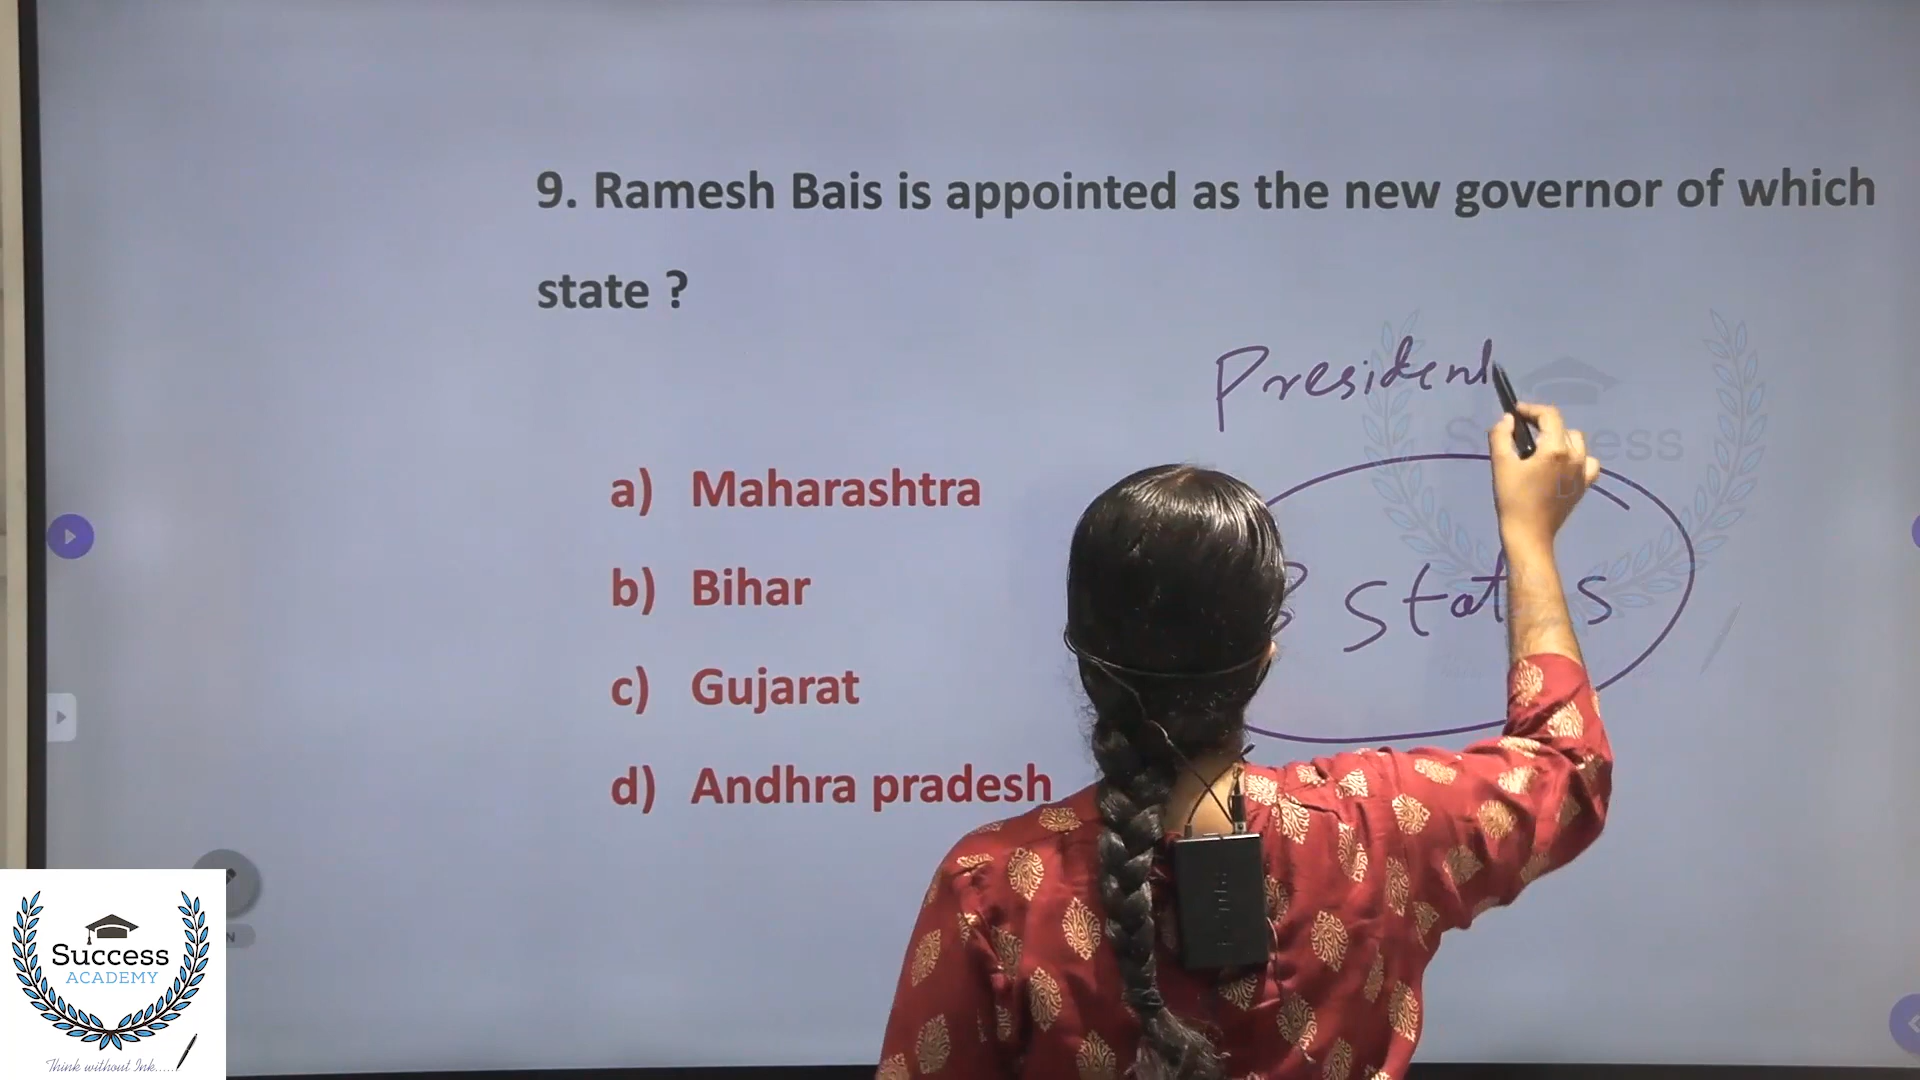 9. Ramesh Bais is appointed as the new governor of which
state ?
President
a) Maharashtra
b) Bihar
states
c) Gujarat
d) Andhra pradesh
Success
ACADEMY
Think without Ink.....